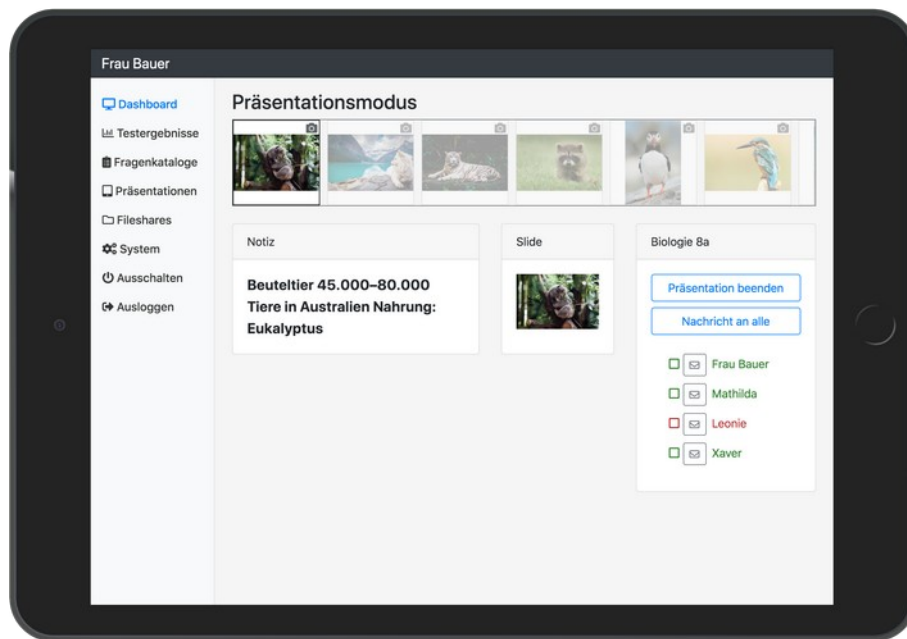 Frau Bauer
Dashboard
Testergebnisse
Fragenkataloge
Präsentationen
Fileshares
System
Ausschalten
Ausloggen
Präsentationsmodus
Notiz
Beuteltier 45.000–80.000
Tiere in Australien Nahrung:
Eukalyptus
Slide
Biologie 8a
Präsentation beenden
Nachricht an alle
Frau Bauer
Mathilda
Leonie
Xaver